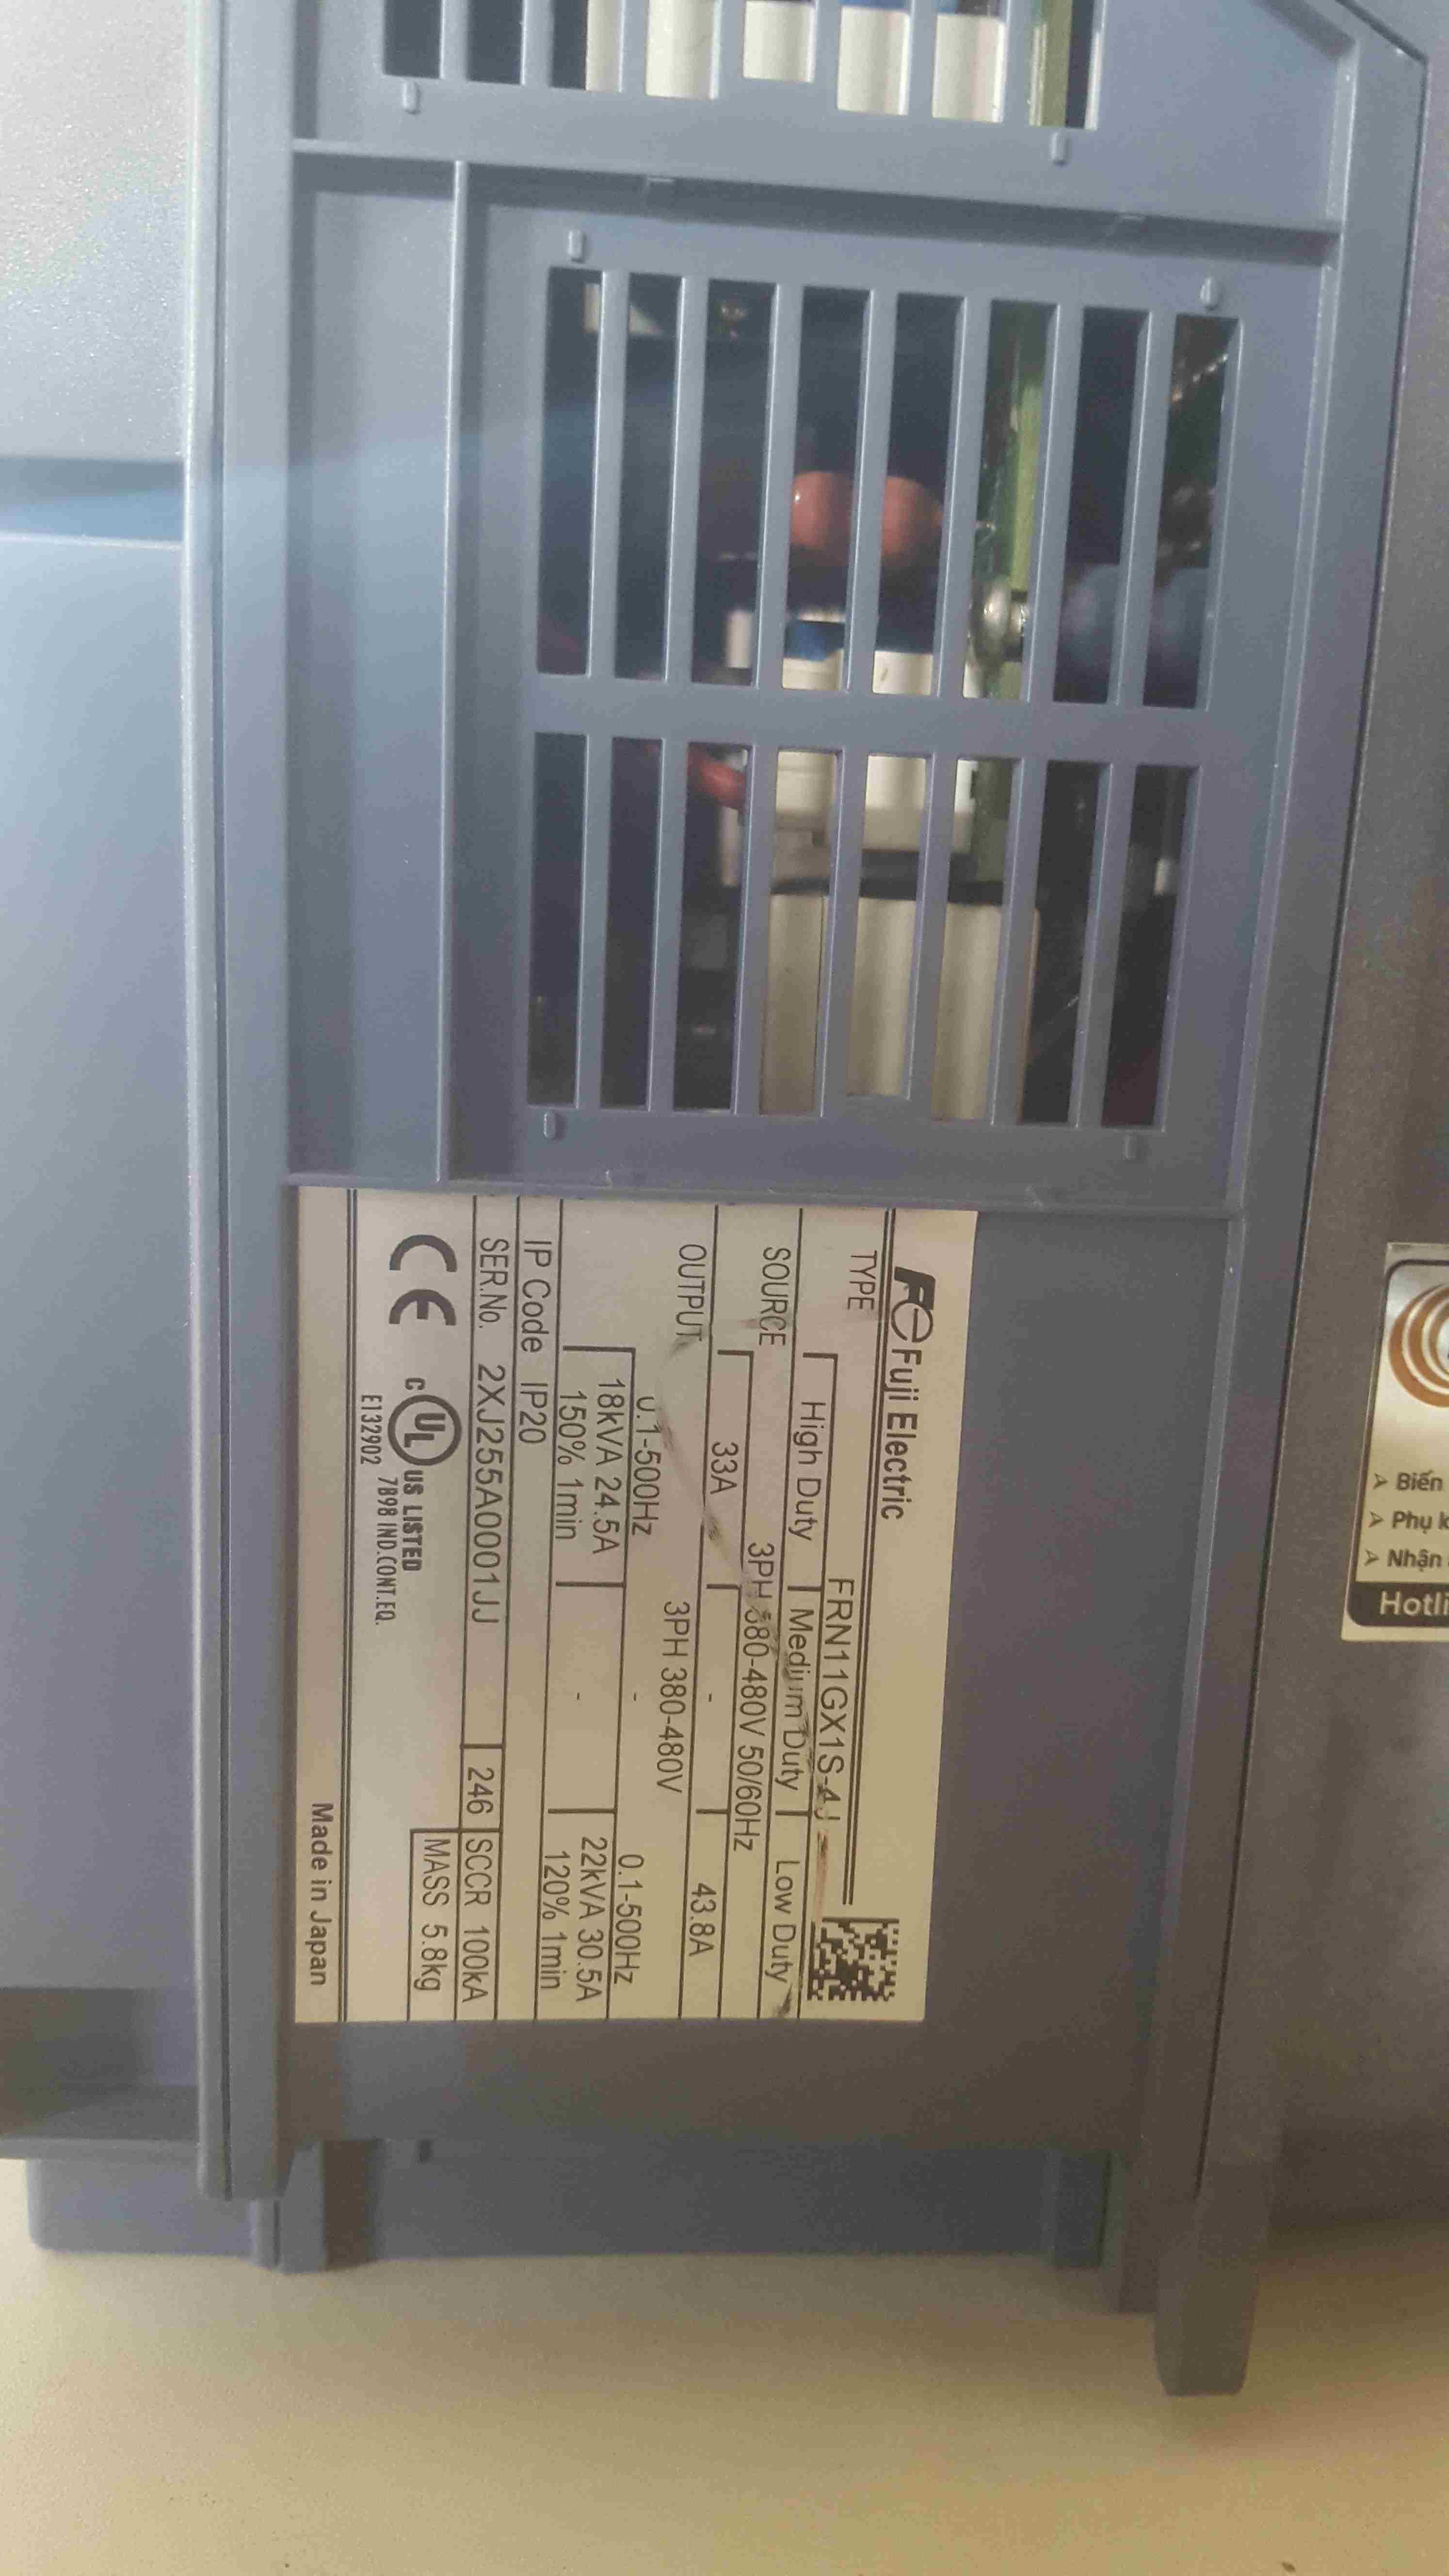 Fe Fuji Electric
TYPE FRN11GX1S-4J
High Duty Medium Duty Low Duty
SOURCE 3PH 380-480V 50/60Hz
33A - 43.8A
OUTPUT 3PH 380-480V
0.1-500Hz - 0.1-500Hz
18kVA 24.5A 22kVA 30.5A
150% 1min - 120% 1min
IP Code IP20
SER.No. 2XJ255A0001JJ 246 SCCR 100kA
MASS 5.8kg
CE C UL US LISTED
7B98 IND.CONT.EQ.
E132902
Made in Japan
➢ Biến
➢ Phụ k
➢ Nhận
Hotli